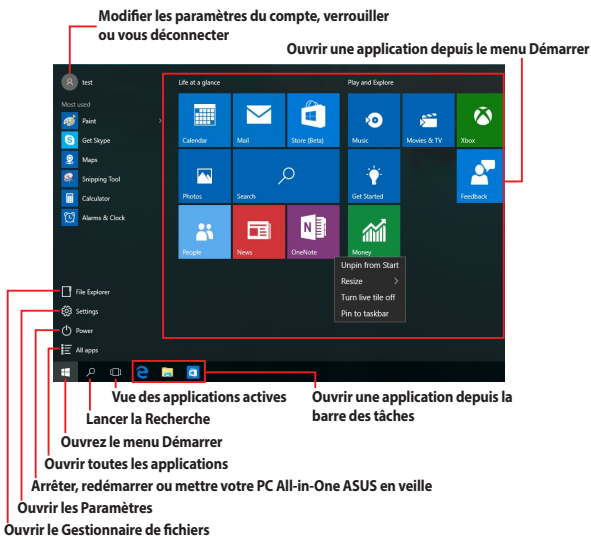 Modifier les paramètres du compte, verrouiller
ou vous déconnecter
Ouvrir une application depuis le menu Démarrer
test
Life at a glance
Play and Explore
Most used
Paint
Get Skype
Maps
Snipping Tool
Calculator
Alarms & Clock
Calendar
Mail
Store (Beta)
Music
Movies & TV
Xbox
Photos
Search
Get Started
Feedback
People
News
OneNote
Money
Unpin from Start
Resize
Turn live tile off
Pin to taskbar
File Explorer
Settings
Power
All apps
Vue des applications actives
Ouvrir une application depuis la
barre des tâches
Lancer la Recherche
Ouvrez le menu Démarrer
Ouvrir toutes les applications
Arrêter, redémarrer ou mettre votre PC All-in-One ASUS en veille
Ouvrir les Paramètres
Ouvrir le Gestionnaire de fichiers